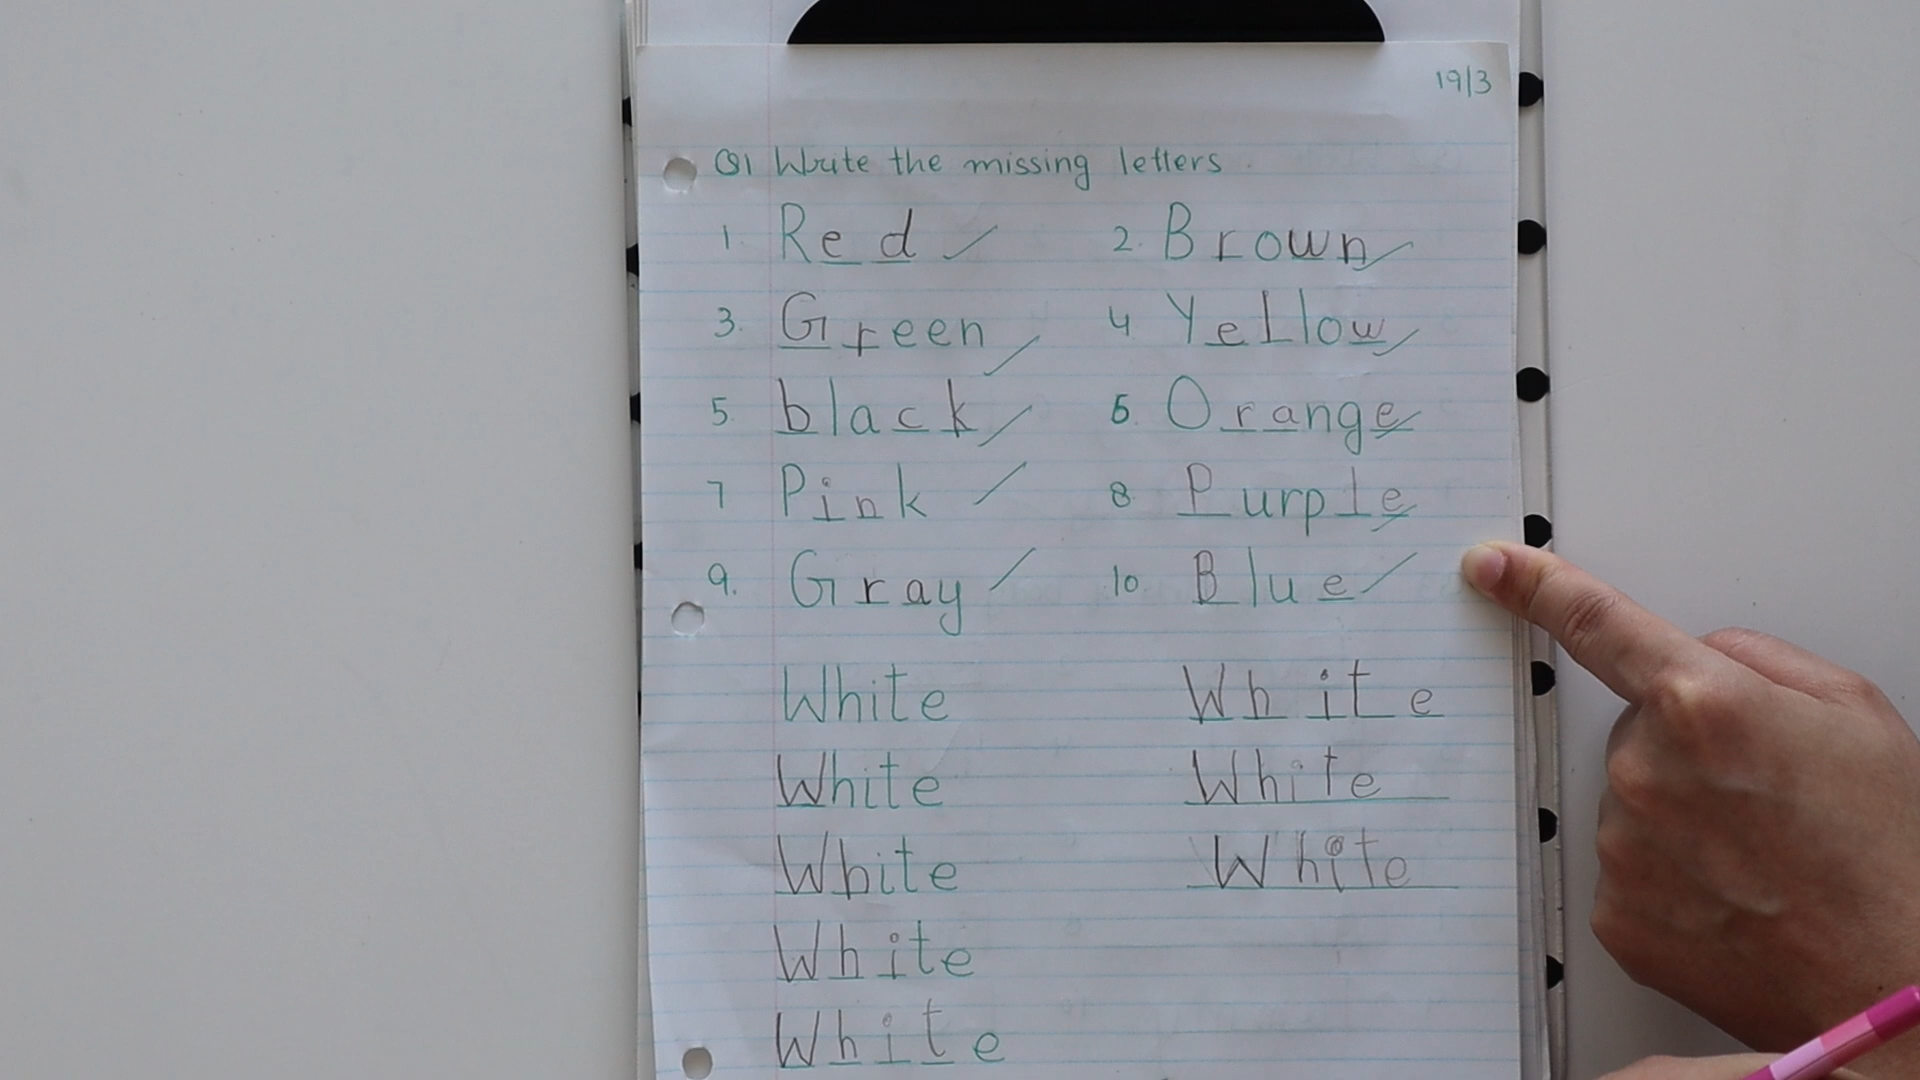 19/3
Q1 Write the missing letters.
1. Red 2. Brown
3. Green 4 Yellow
5. black 6. Orange
7 Pink 8. Purple
9. Gray 10. Blue
White White
White White
White White
White
White